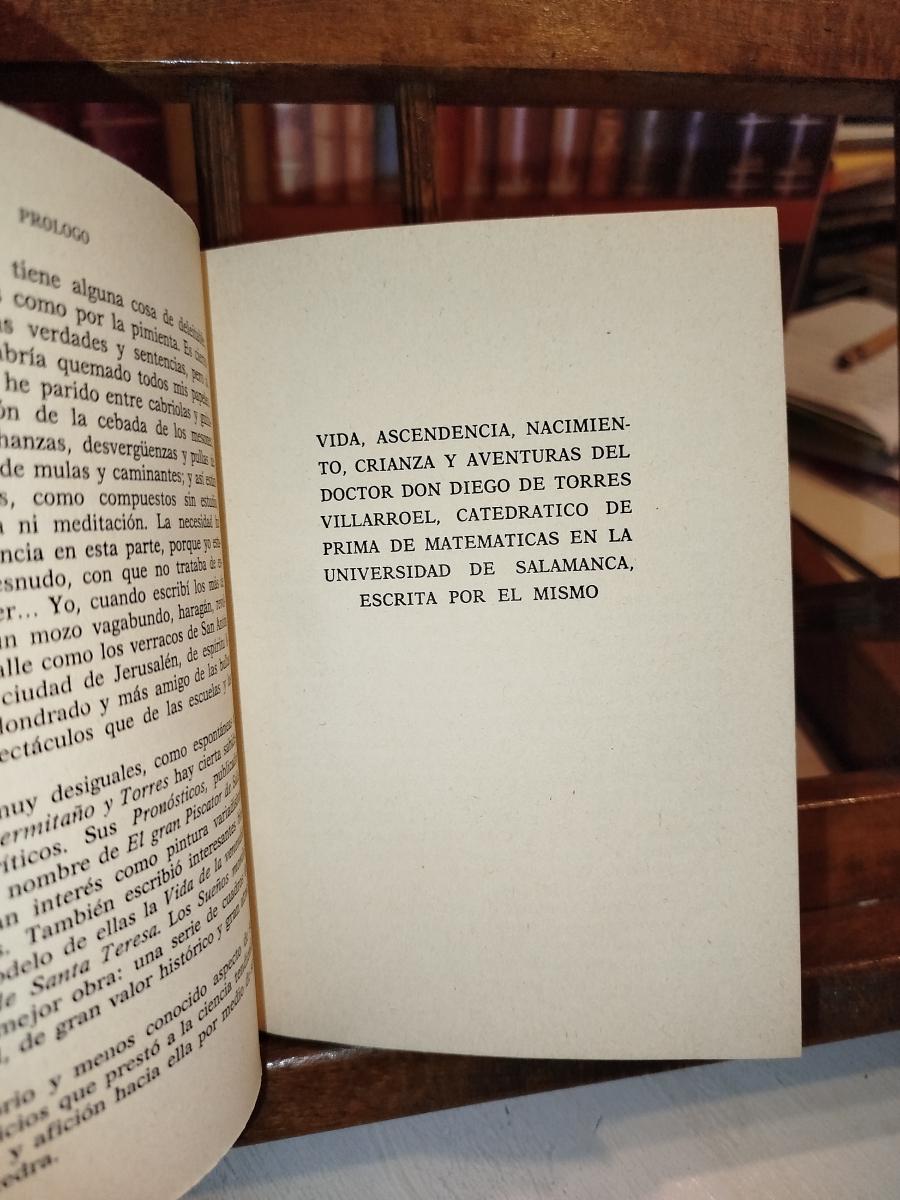 PROLOGO
tiene alguna cosa de
como por la pimienta. Es
verdades y sentencias, pero
quemado todos mis
he parido entre cabriolas y
de la cebada de los mesones,
desvergüenzas y pullas
de mulas y caminantes; y así
como compuestos sin
ni meditación. La necesidad
en esta parte, porque yo
con que no trataba de
Yo, cuando escribí los más
mozo vagabundo, haragán,
como los verracos de San
ciudad de Jerusalén, de
y más amigo de las
que de las escuelas y
muy desiguales, como
y Torres hay cierta
Sus Pronósticos,
nombre de El gran Piscator de
interés como pintura
También escribió interesantes
de ellas la Vida de la
de Santa Teresa. Los Sueños
mejor obra: una serie de cuadros
de gran valor histórico y gran
y menos conocido aspecto
que prestó a la ciencia
y afición hacia ella por medio
VIDA, ASCENDENCIA, NACIMIEN-
TO, CRIANZA Y AVENTURAS DEL
DOCTOR DON DIEGO DE TORRES
VILLARROEL, CATEDRATICO DE
PRIMA DE MATEMATICAS EN LA
UNIVERSIDAD DE SALAMANCA,
ESCRITA POR EL MISMO